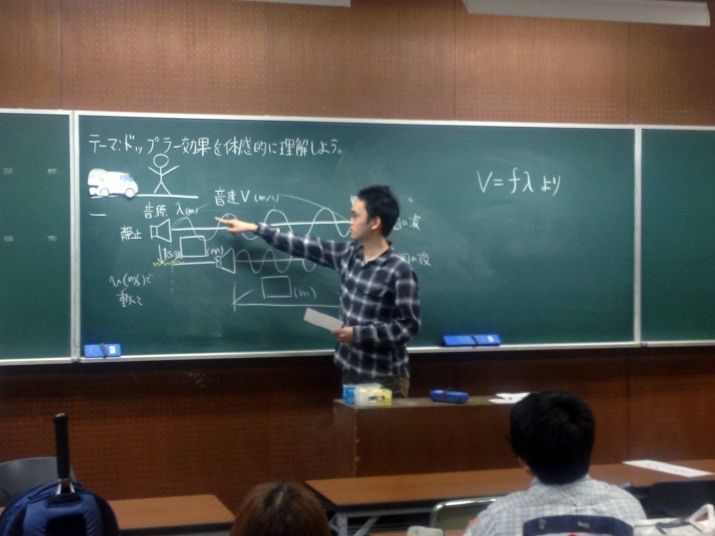 テーマ:ドップラー効果を体感的に理解しよう。
音源 λ(m)
音速V(m/s)
静止
(m)
(m)
動くと
V=fλより